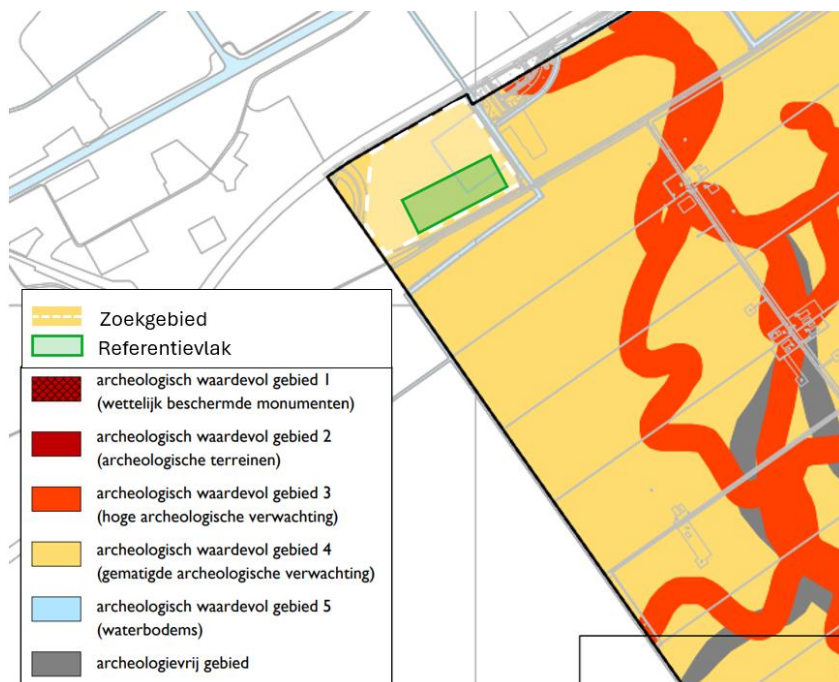 Zoekgebied
Referentievlak
archeologisch waardevol gebied 1
(wettelijk beschermde monumenten)
archeologisch waardevol gebied 2
(archeologische terreinen)
archeologisch waardevol gebied 3
(hoge archeologische verwachting)
archeologisch waardevol gebied 4
(gematigde archeologische verwachting)
archeologisch waardevol gebied 5
(waterbodems)
archeologievrij gebied